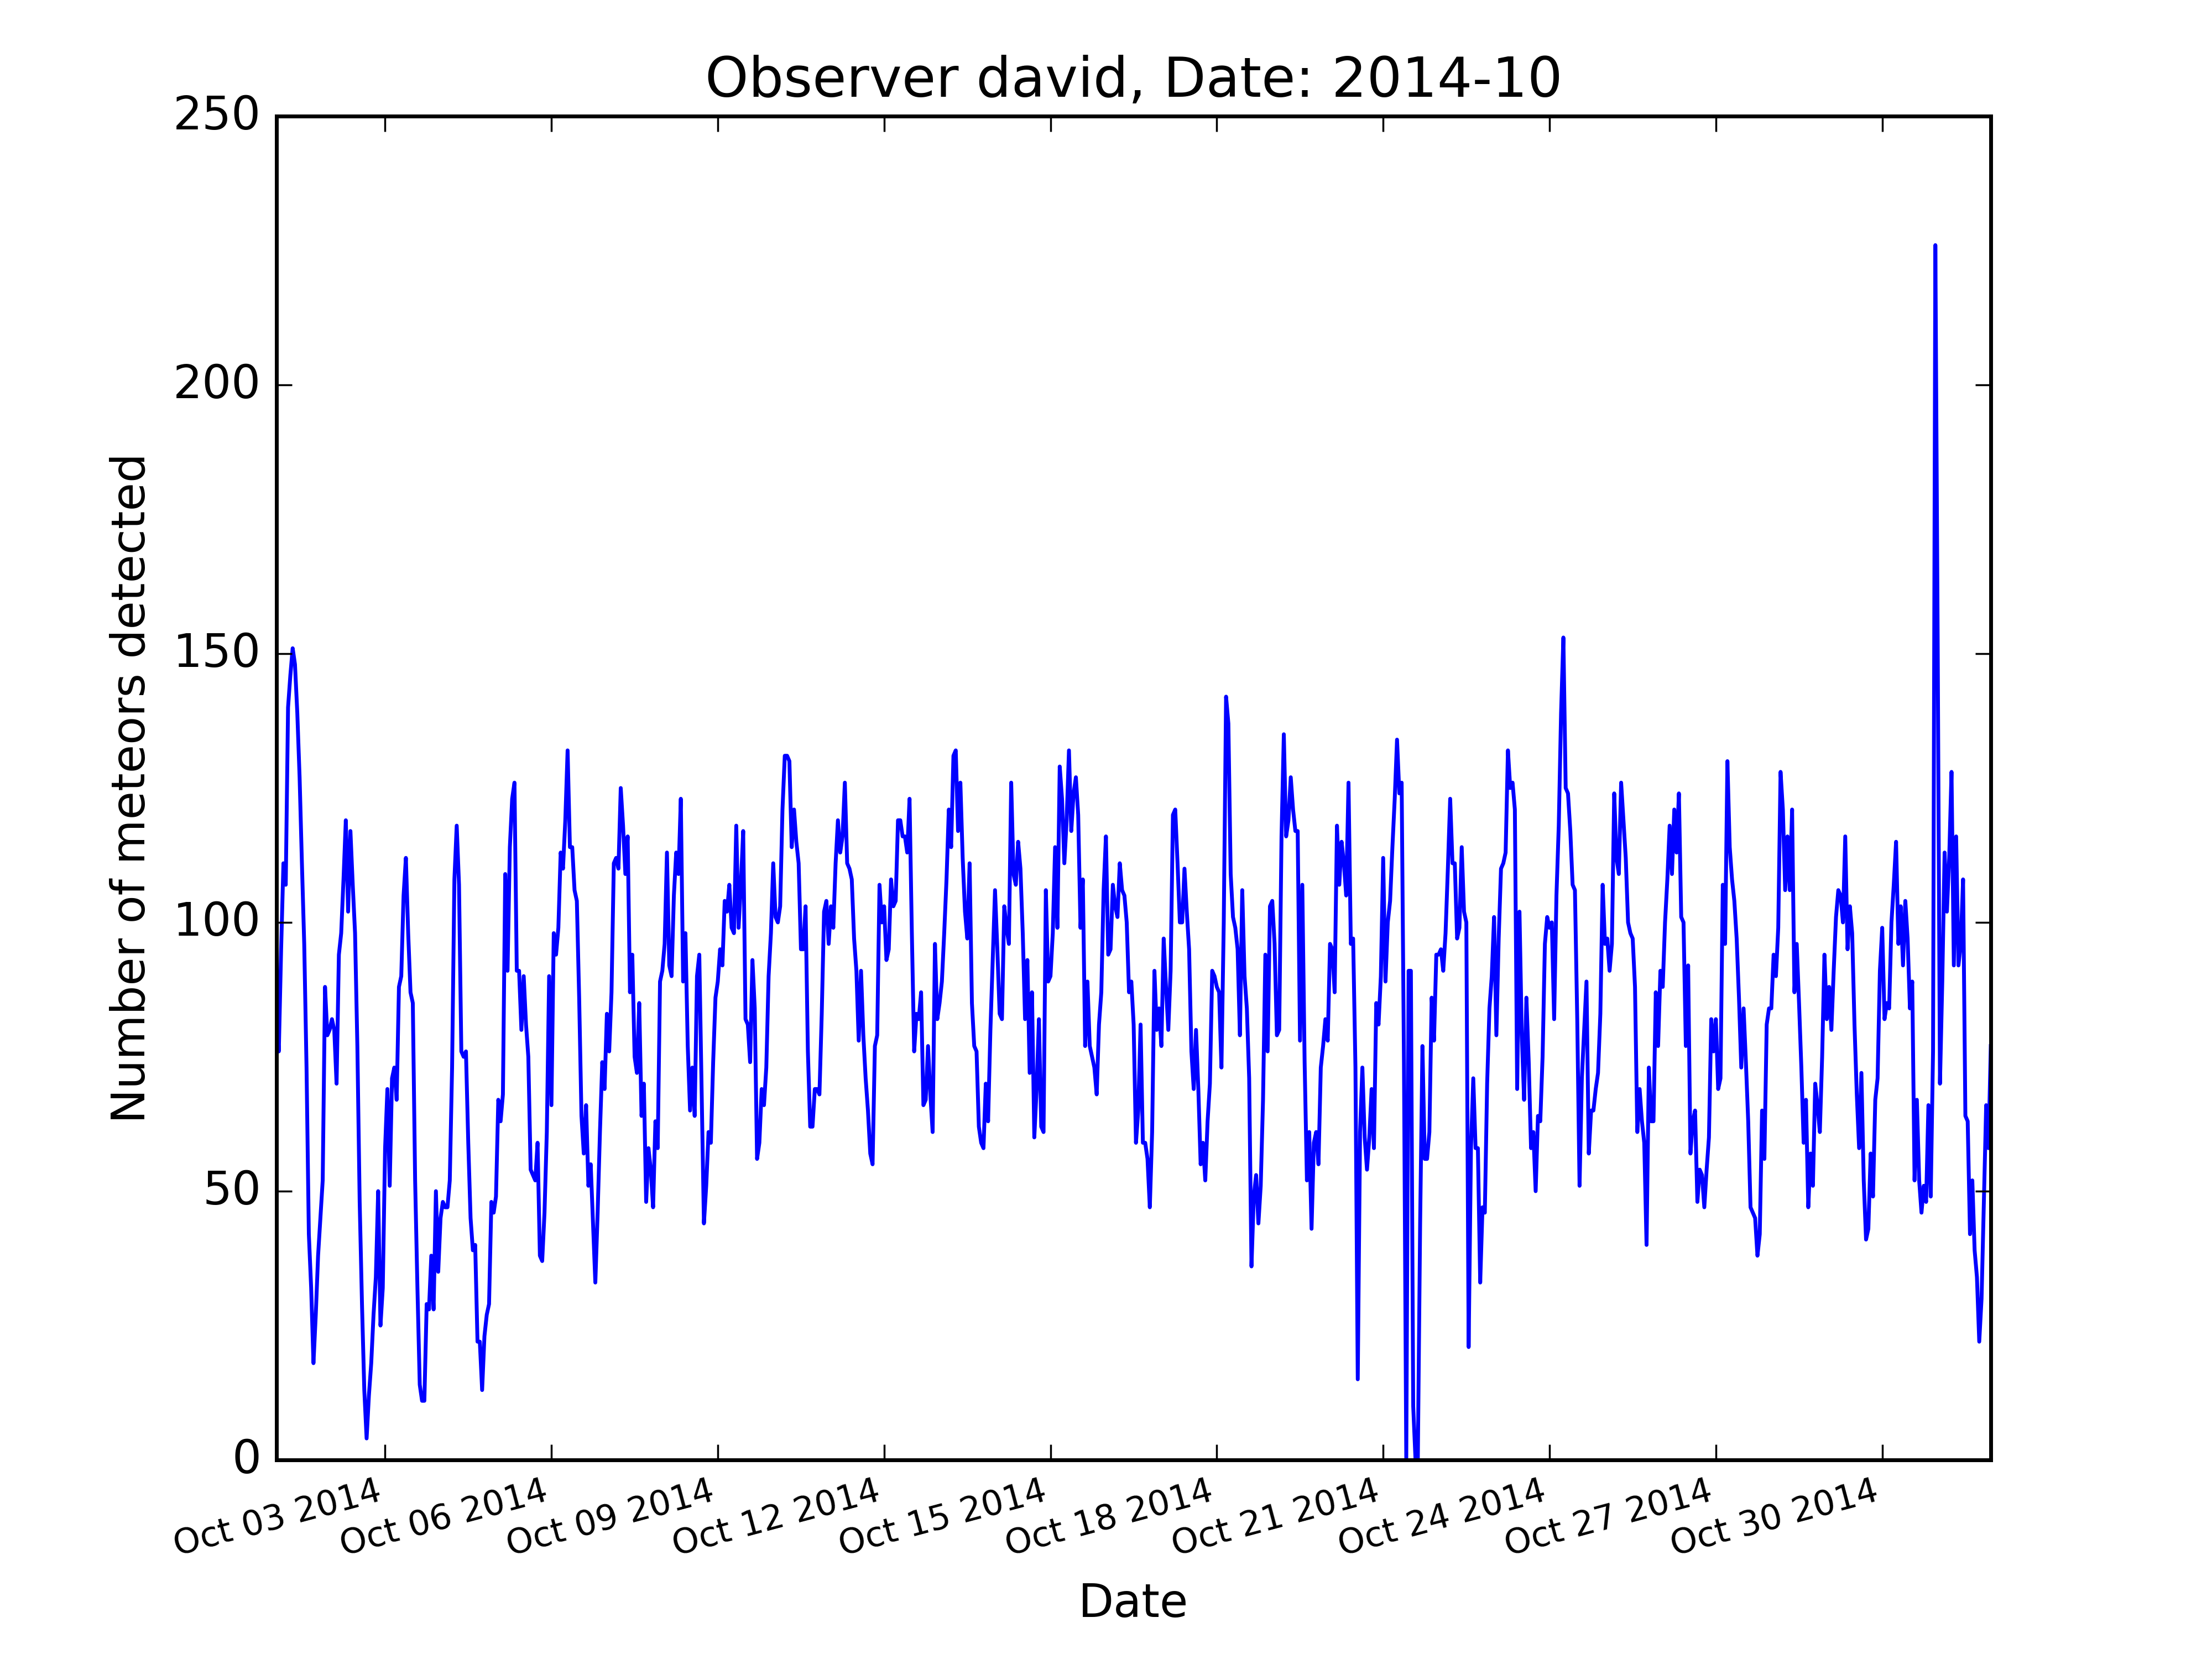 Observer david, Date: 2014-10
250
200
150
100
50
0
Number of meteors detected
Oct 03 2014
Oct 06 2014
Oct 09 2014
Oct 12 2014
Oct 15 2014
Oct 18 2014
Oct 21 2014
Oct 24 2014
Oct 27 2014
Oct 30 2014
Date